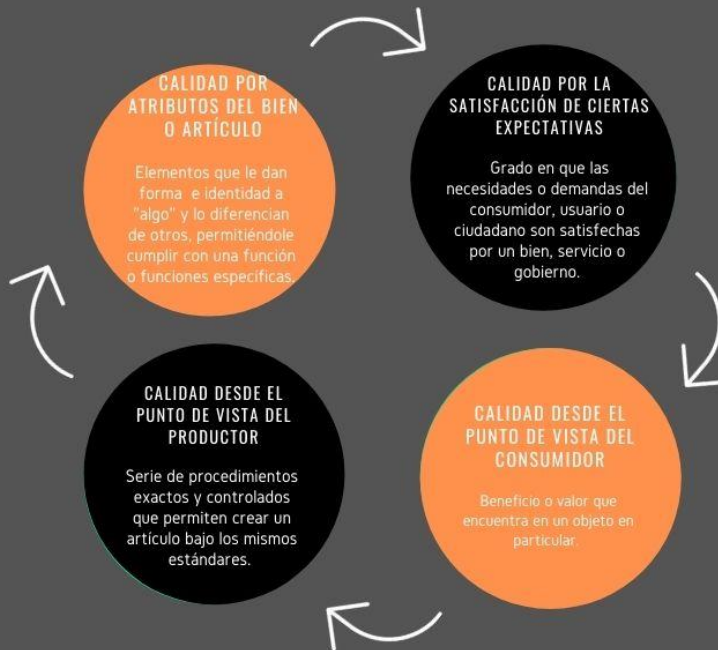 CALIDAD POR
ATRIBUTOS DEL BIEN
O ARTÍCULO
Elementos que le dan
forma e identidad a
"algo" y lo diferencian
de otros, permitiéndole
cumplir con una función
o funciones específicas.
CALIDAD POR LA
SATISFACCIÓN DE CIERTAS
EXPECTATIVAS
Grado en que las
necesidades o demandas del
consumidor, usuario o
ciudadano son satisfechas
por un bien, servicio o
gobierno.
CALIDAD DESDE EL
PUNTO DE VISTA DEL
PRODUCTOR
Serie de procedimientos
exactos y controlados
que permiten crear un
artículo bajo los mismos
estándares.
CALIDAD DESDE EL
PUNTO DE VISTA DEL
CONSUMIDOR
Beneficio o valor que
encuentra en un objeto en
particular.